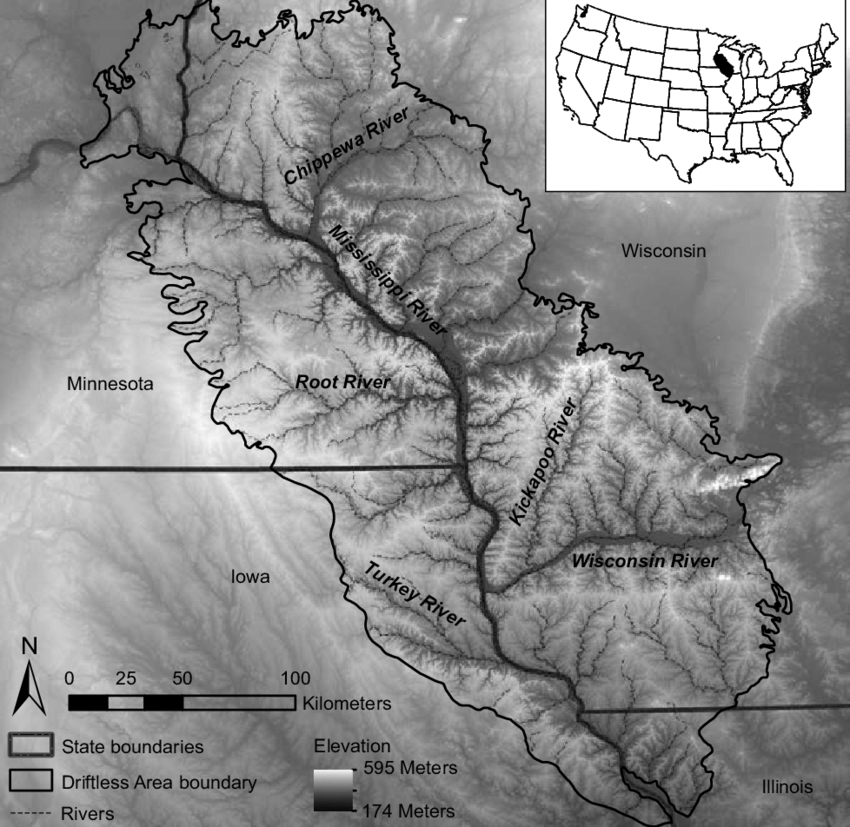 Chippewa River
Mississippi River
Wisconsin
Minnesota
Root River
Kickapoo River
Wisconsin River
Iowa
Turkey River
N
0 25 50 100
Kilometers
State boundaries
Driftless Area boundary
Rivers
Elevation
595 Meters
174 Meters
Illinois